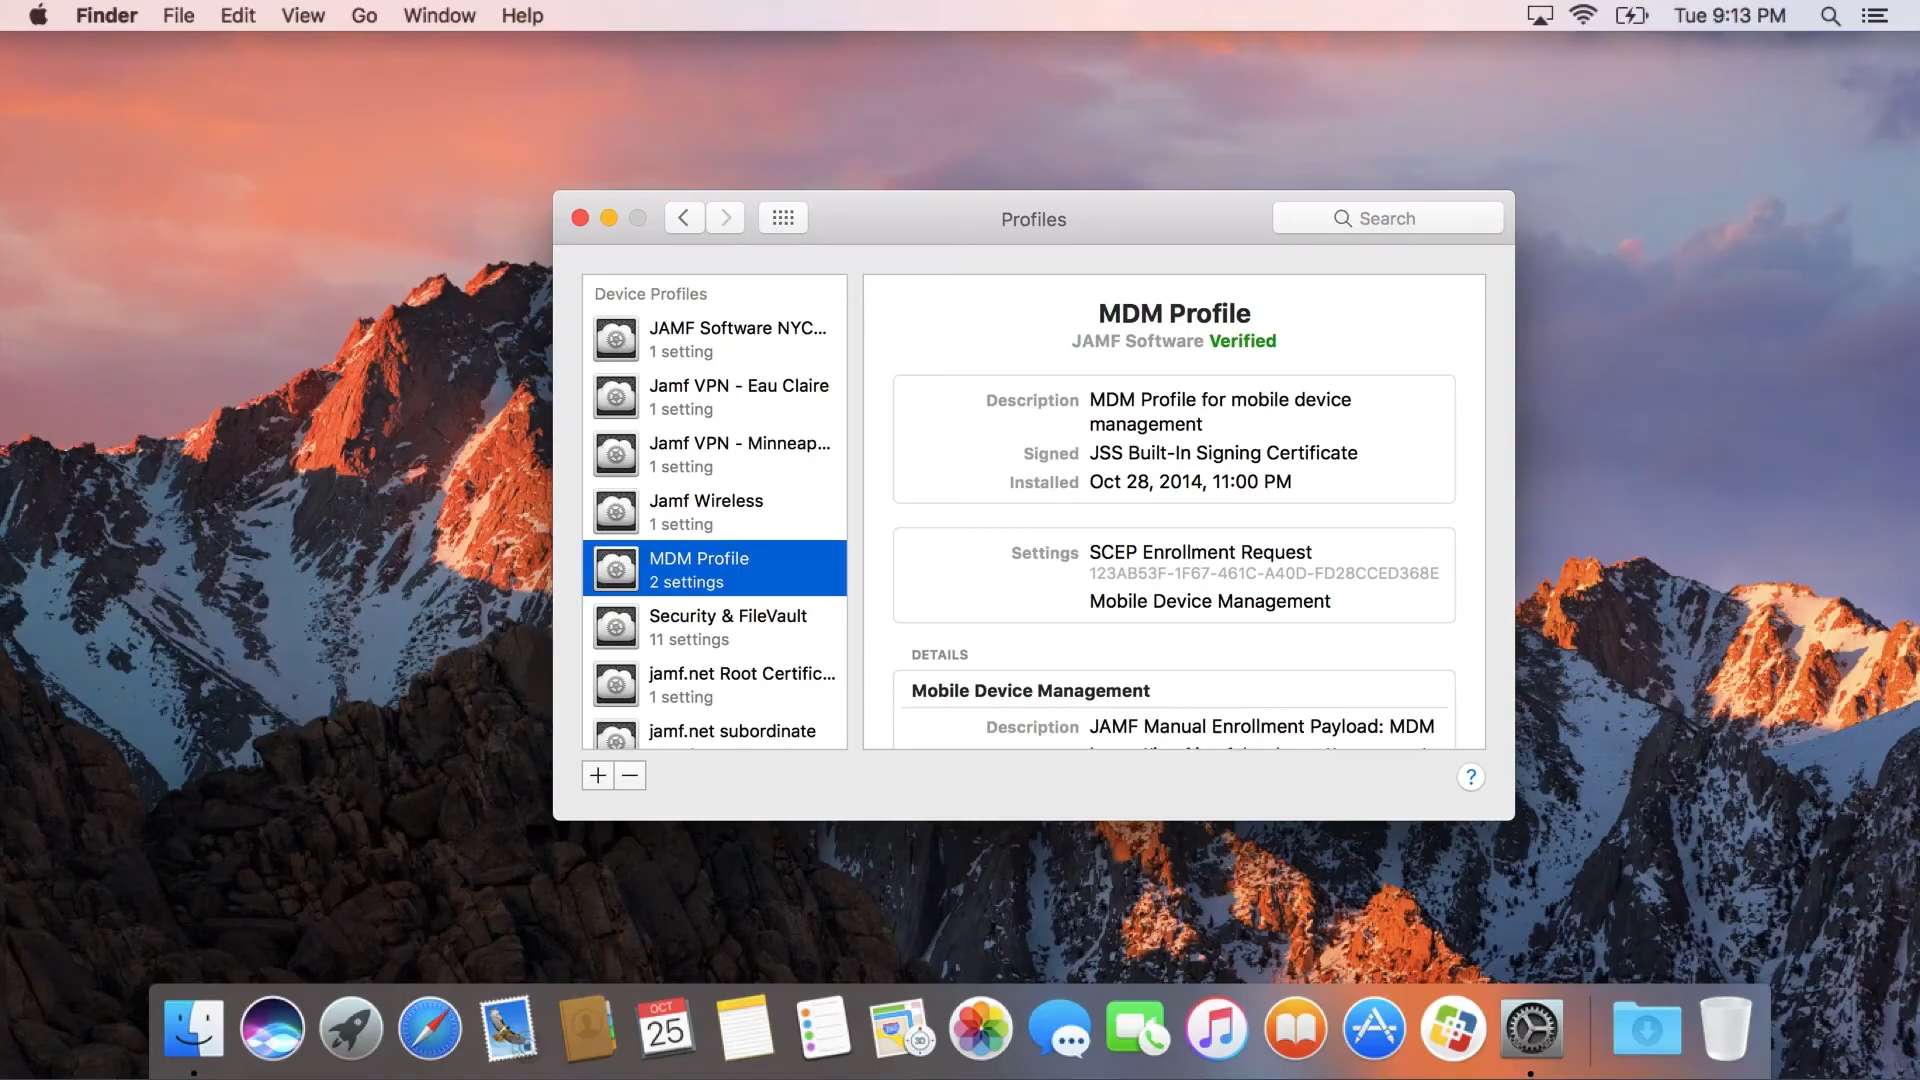 Finder File Edit View Go Window Help Tue 9:13 PM
Profiles
Search
Device Profiles
JAMF Software NYC...
1 setting
Jamf VPN - Eau Claire
1 setting
Jamf VPN - Minneap...
1 setting
Jamf Wireless
1 setting
MDM Profile
2 settings
Security & FileVault
11 settings
jamf.net Root Certific...
1 setting
jamf.net subordinate
MDM Profile
JAMF Software Verified
Description MDM Profile for mobile device
management
Signed JSS Built-In Signing Certificate
Installed Oct 28, 2014, 11:00 PM
Settings SCEP Enrollment Request
123AB53F-1F67-461C-A40D-FD28CCED368E
Mobile Device Management
DETAILS
Mobile Device Management
Description JAMF Manual Enrollment Payload: MDM
+ −
?
OCT
25
3D